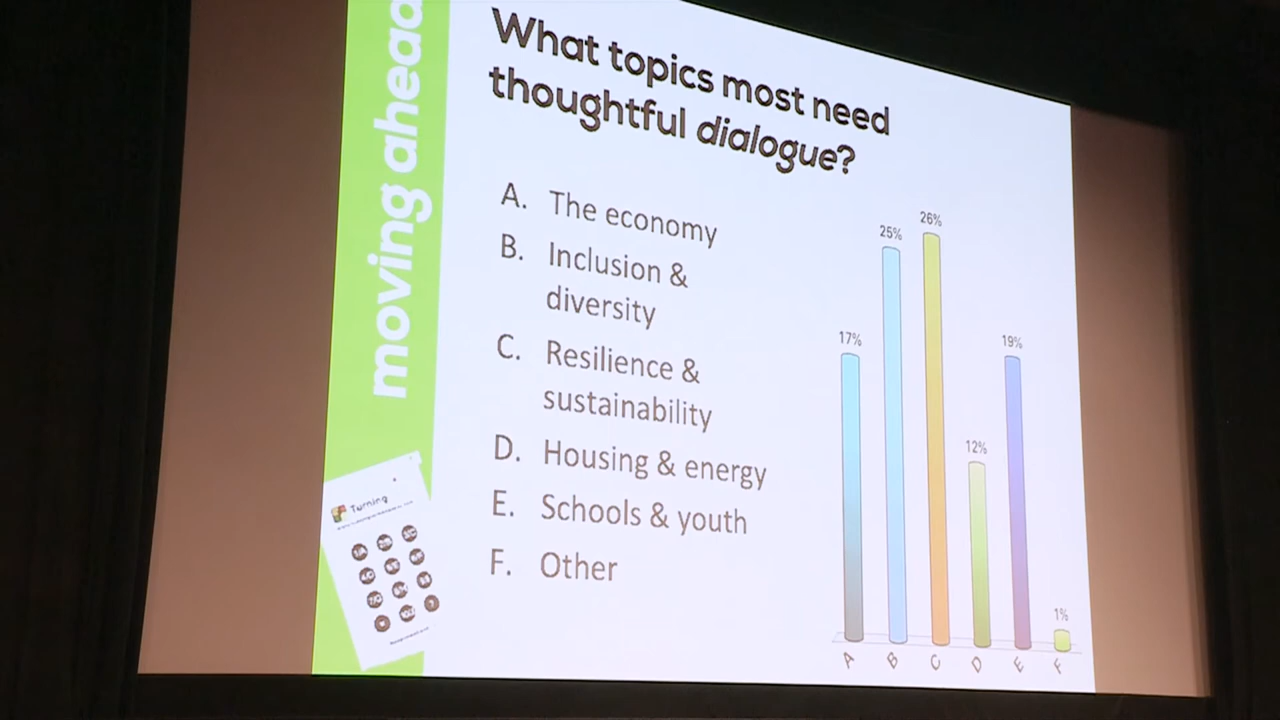 moving ahead
What topics most need
thoughtful dialogue?
A. The economy
B. Inclusion &
diversity
C. Resilience &
sustainability
D. Housing & energy
E. Schools & youth
F. Other
17%
25%
26%
12%
19%
1%
A
B
C
D
E
F
Turning